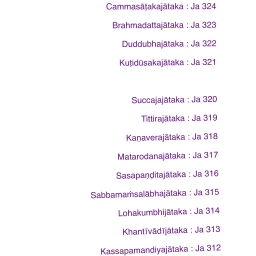 Cammasāṭakajātaka : Ja 324
Brahmadattajātaka : Ja 323
Duddubhajātaka : Ja 322
Kuṭidūsakajātaka : Ja 321
Succajajātaka : Ja 320
Tittirajātaka : Ja 319
Kaṇaverajātaka : Ja 318
Matarodanajātaka : Ja 317
Sasapaṇḍitajātaka : Ja 316
Sabbamaṁsalābhajātaka : Ja 315
Lohakumbhijātaka : Ja 314
Khantīvādījātaka : Ja 313
Kassapamandiyajātaka : Ja 312